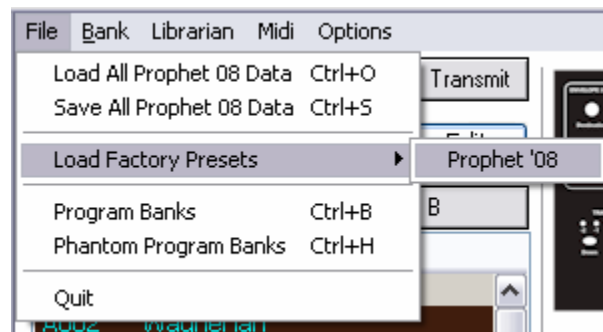 File Bank Librarian Midi Options
Load All Prophet 08 Data Ctrl+O
Transmit
Save All Prophet 08 Data Ctrl+S
Load Factory Presets
Prophet '08
Program Banks Ctrl+B
B
Phantom Program Banks Ctrl+H
Quit